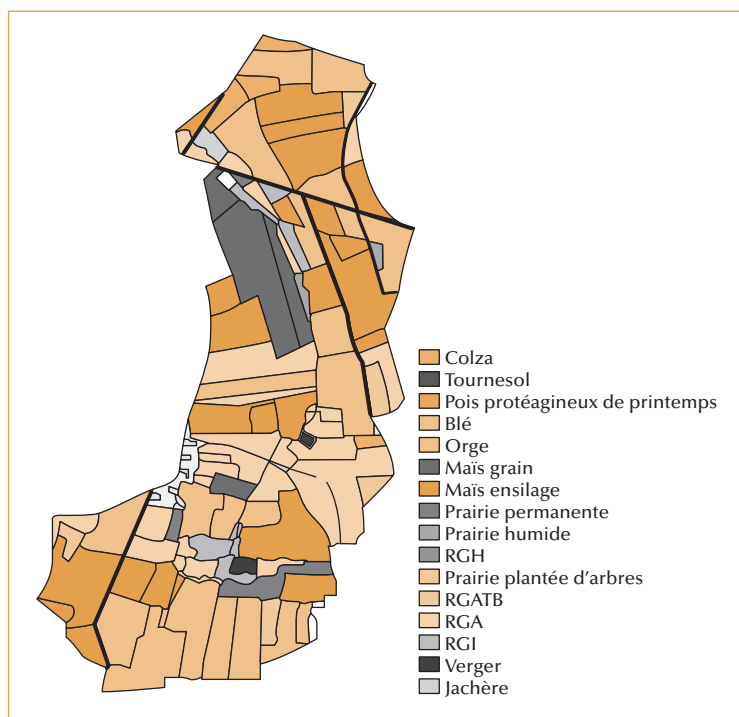 Colza
Tournesol
Pois protéagineux de printemps
Blé
Orge
Maïs grain
Maïs ensilage
Prairie permanente
Prairie humide
RGH
Prairie plantée d'arbres
RGATB
RGA
RGI
Verger
Jachère